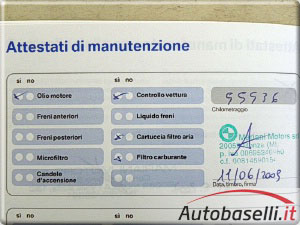 Attestati di manutenzione
si no si no
Olio motore Controllo vettura 95936
Freni anteriori Liquido freni Chilometraggio
Freni posteriori Cartuccia filtro aria
Microfiltro Filtro carburante
Candele
d'accensione
11/06/2009
Data, timbro, firma
Autobaselli.it